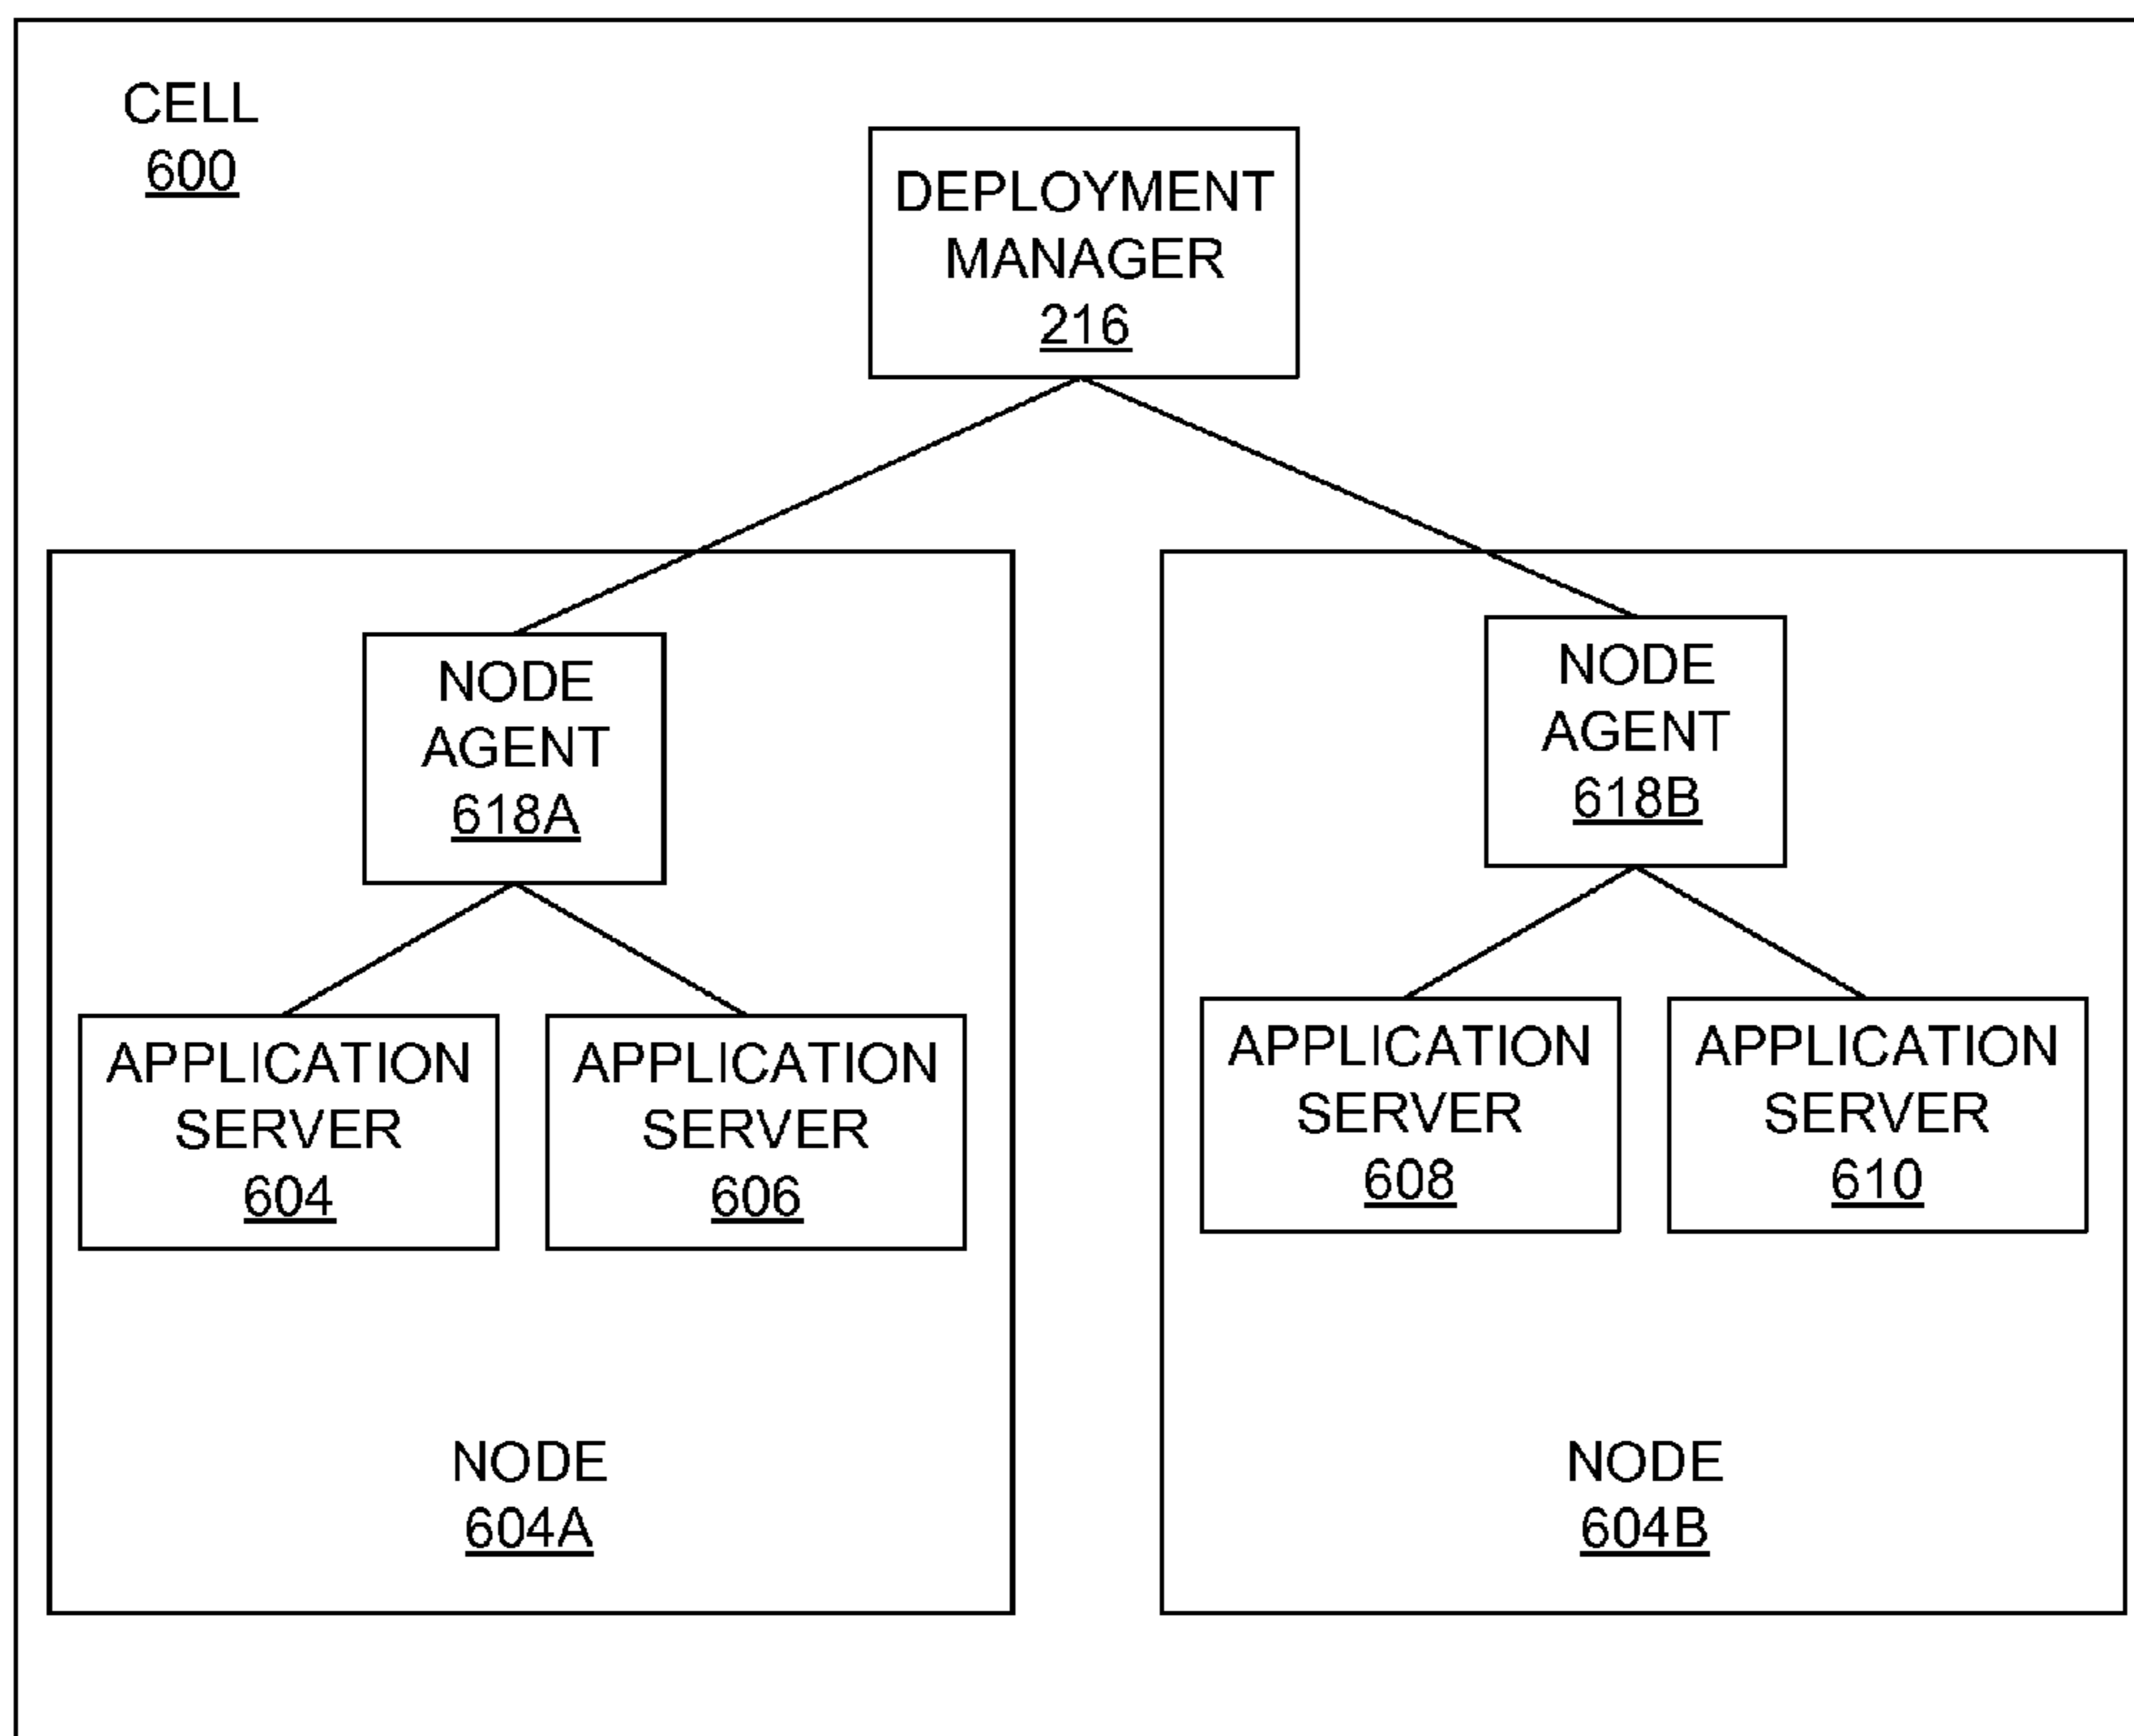 CELL
600
DEPLOYMENT
MANAGER
216
NODE
AGENT
618A
NODE
AGENT
618B
APPLICATION
SERVER
604
APPLICATION
SERVER
606
APPLICATION
SERVER
608
APPLICATION
SERVER
610
NODE
604A
NODE
604B